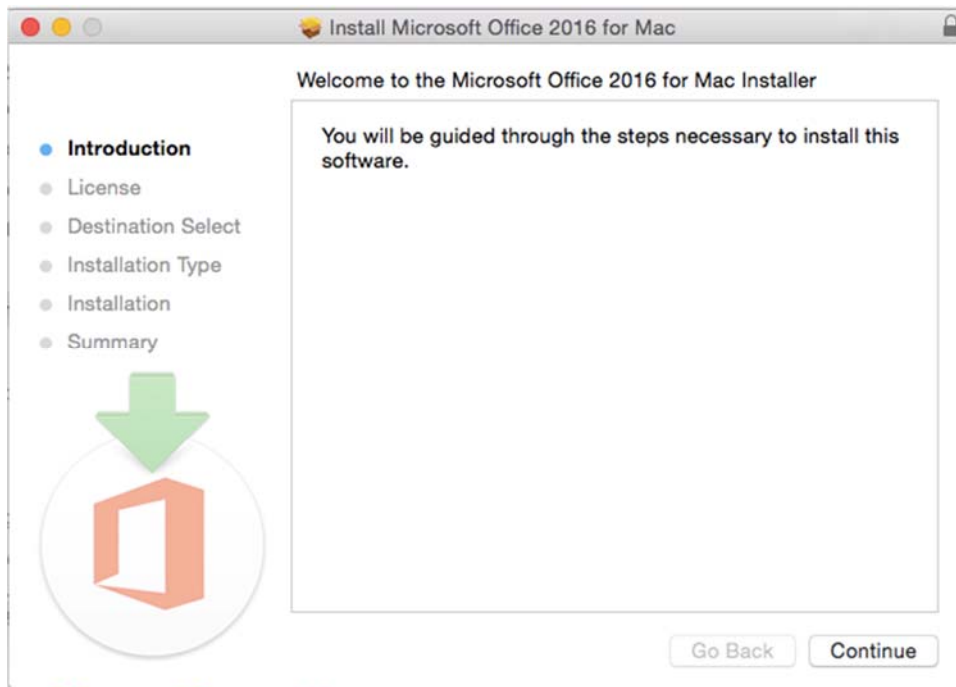 Install Microsoft Office 2016 for Mac
Welcome to the Microsoft Office 2016 for Mac Installer
Introduction
License
Destination Select
Installation Type
Installation
Summary
You will be guided through the steps necessary to install this
software.
Go Back
Continue